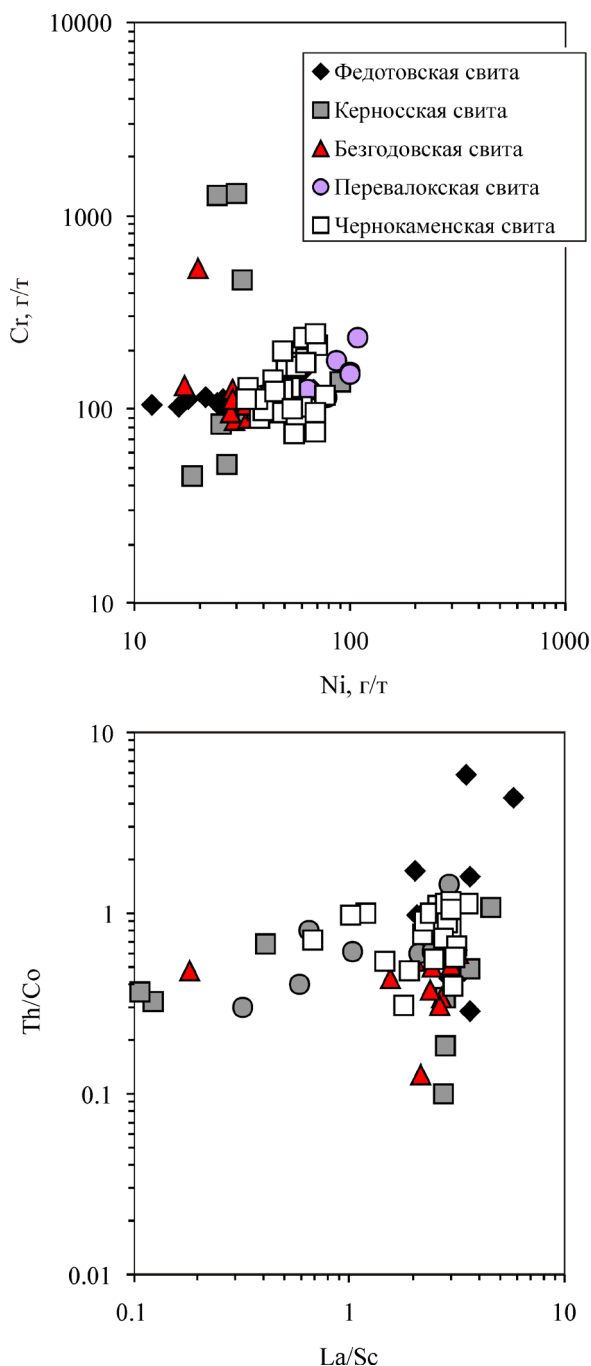 10000
1000
100
10
Cr, г/т
Федотовская свита
Керносская свита
Безгодовская свита
Перевалокская свита
Чернокаменская свита
10
100
1000
Ni, г/т
10
1
0.1
0.01
Th/Co
0.1
1
10
La/Sc